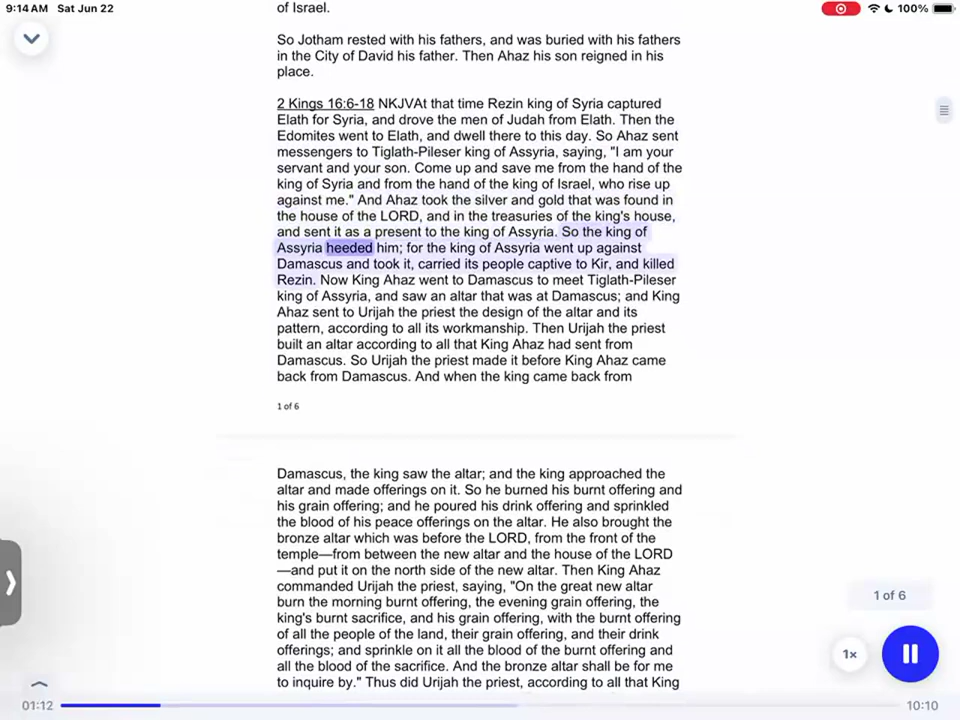 9:14 AM Sat Jun 22
100%
of Israel.
So Jotham rested with his fathers, and was buried with his fathers
in the City of David his father. Then Ahaz his son reigned in his
place.
2 Kings 16:6-18 NKJVAt that time Rezin king of Syria captured
Elath for Syria, and drove the men of Judah from Elath. Then the
Edomites went to Elath, and dwell there to this day. So Ahaz sent
messengers to Tiglath-Pileser king of Assyria, saying, "I am your
servant and your son. Come up and save me from the hand of the
king of Syria and from the hand of the king of Israel, who rise up
against me." And Ahaz took the silver and gold that was found in
the house of the LORD, and in the treasuries of the king's house,
and sent it as a present to the king of Assyria. So the king of
Assyria heeded him; for the king of Assyria went up against
Damascus and took it, carried its people captive to Kir, and killed
Rezin. Now King Ahaz went to Damascus to meet Tiglath-Pileser
king of Assyria, and saw an altar that was at Damascus; and King
Ahaz sent to Urijah the priest the design of the altar and its
pattern, according to all its workmanship. Then Urijah the priest
built an altar according to all that King Ahaz had sent from
Damascus. So Urijah the priest made it before King Ahaz came
back from Damascus. And when the king came back from
1 of 6
Damascus, the king saw the altar; and the king approached the
altar and made offerings on it. So he burned his burnt offering and
his grain offering; and he poured his drink offering and sprinkled
the blood of his peace offerings on the altar. He also brought the
bronze altar which was before the LORD, from the front of the
temple—from between the new altar and the house of the LORD
—and put it on the north side of the new altar. Then King Ahaz
commanded Urijah the priest, saying, "On the great new altar
burn the morning burnt offering, the evening grain offering, the
king's burnt sacrifice, and his grain offering, with the burnt offering
of all the people of the land, their grain offering, and their drink
offerings; and sprinkle on it all the blood of the burnt offering and
all the blood of the sacrifice. And the bronze altar shall be for me
to inquire by." Thus did Urijah the priest, according to all that King
1 of 6
1×
01:12
10:10